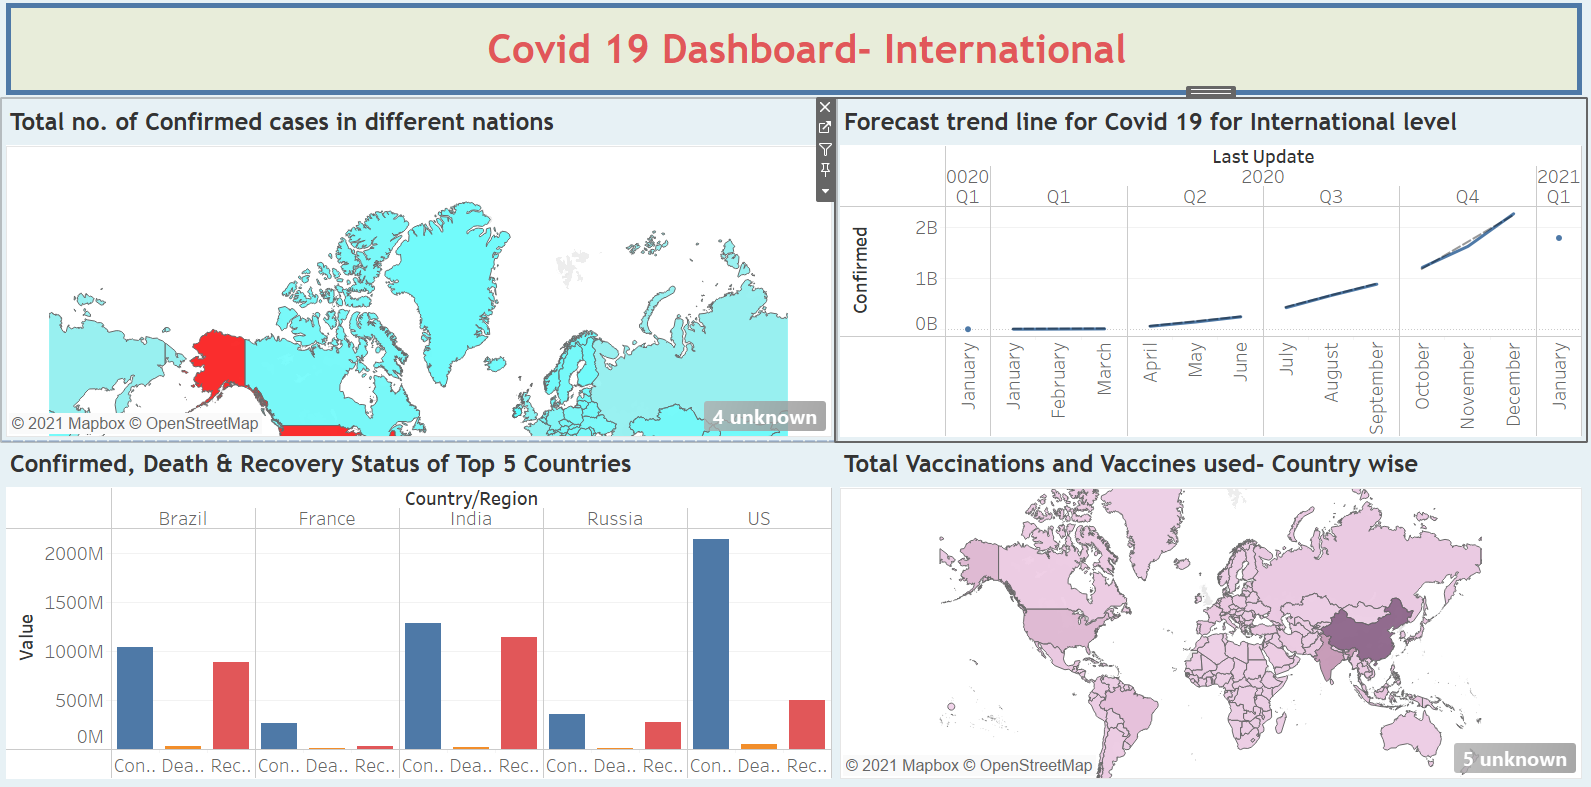 Covid 19 Dashboard- International
Total no. of Confirmed cases in different nations
© 2021 Mapbox © OpenStreetMap
4 unknown
Forecast trend line for Covid 19 for International level
Last Update
0020 2020 2021
Q1 Q1 Q2 Q3 Q4 Q1
Confirmed
2B
1B
0B
January January February March April May June July August September October November December January
Confirmed, Death & Recovery Status of Top 5 Countries
Country/Region
Brazil France India Russia US
Value
2000M
1500M
1000M
500M
0M
Con.. Dea.. Rec.. Con.. Dea.. Rec.. Con.. Dea.. Rec.. Con.. Dea.. Rec.. Con.. Dea.. Rec..
Total Vaccinations and Vaccines used- Country wise
© 2021 Mapbox © OpenStreetMap
5 unknown